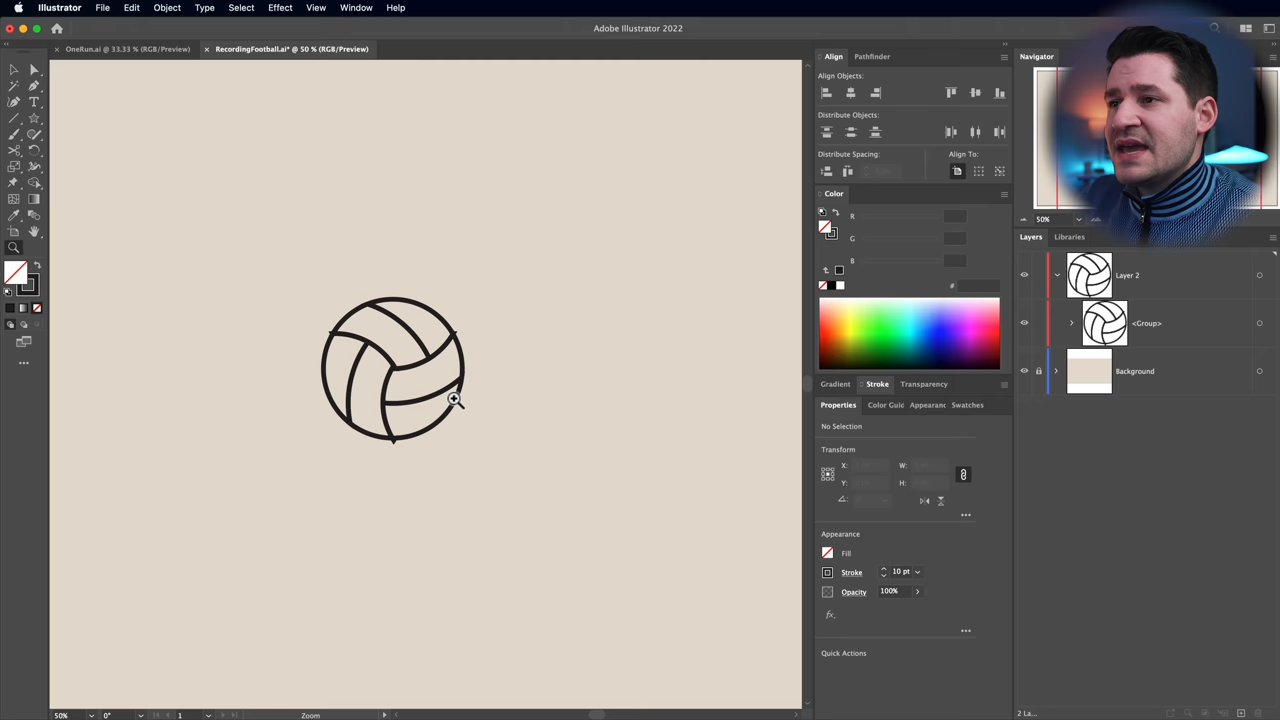 Illustrator File Edit Object Type Select Effect View Window Help
Adobe Illustrator 2022
× OneRun.ai @ 33.33 % (RGB/Preview) × RecordingFootball.ai* @ 50 % (RGB/Preview)
Align Pathfinder
Align Objects:
Distribute Objects:
Distribute Spacing: Align To:
Color
R
G
B
#
Gradient Stroke Transparency
Properties Color Guid Appearanc Swatches
No Selection
Transform
X: W:
Y: H:
Appearance
Fill
Stroke 10 pt
Opacity 100%
fx.
Quick Actions
Navigator
50%
Layers Libraries
Layer 2
<Group>
Background
50% 0° 1 Zoom
2 La...